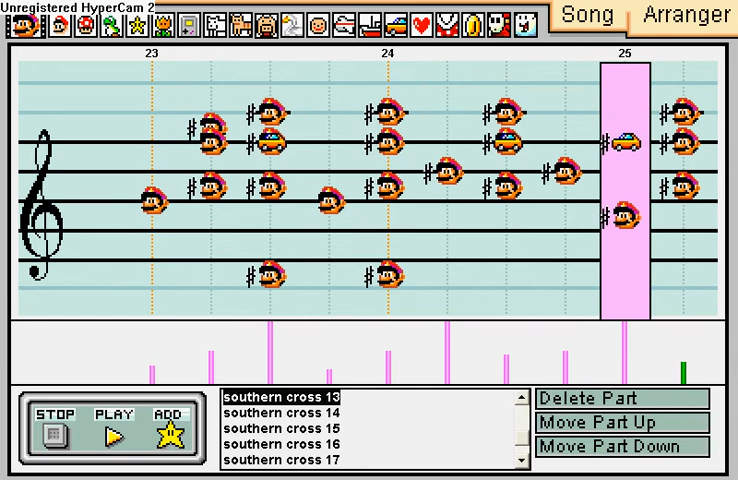 Unregistered HyperCam 2
Song
Arranger
23
24
25
STOP
PLAY
ADD
southern cross 13
southern cross 14
southern cross 15
southern cross 16
southern cross 17
Delete Part
Move Part Up
Move Part Down